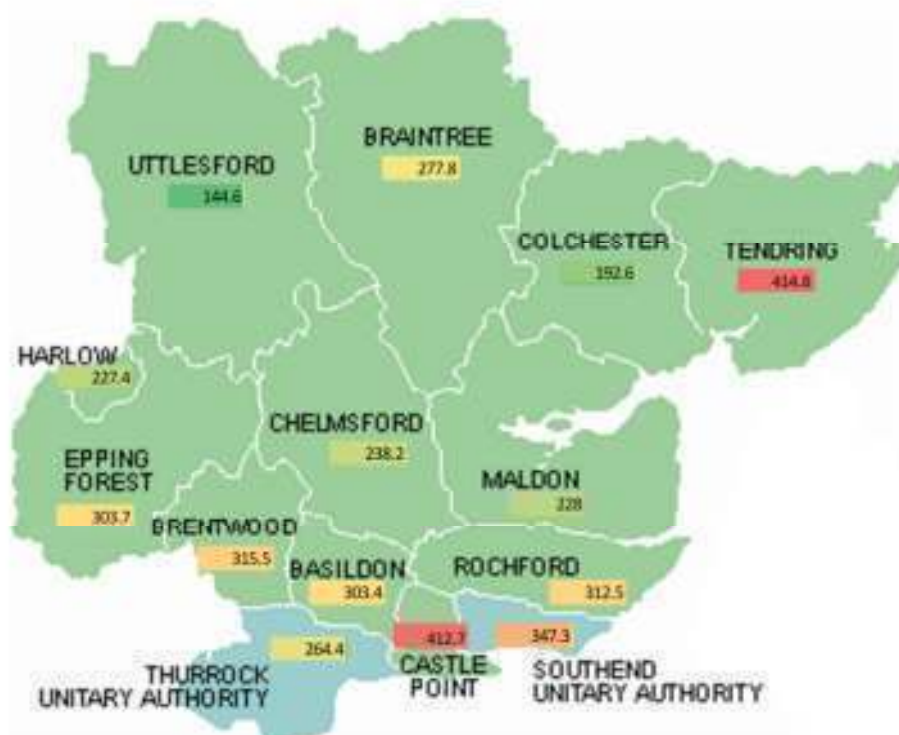 BRAINTREE
277.8
UTTLESFORD
144.6
COLCHESTER
192.6
TENDRING
414.8
HARLOW
227.4
CHELMSFORD
238.2
EPPING
FOREST
303.7
MALDON
228
BRENTWOOD
315.5
BASILDON
303.4
ROCHFORD
312.5
THURROCK
UNITARY AUTHORITY
264.4
412.7
CASTLE
POINT
347.3
SOUTHEND
UNITARY AUTHORITY